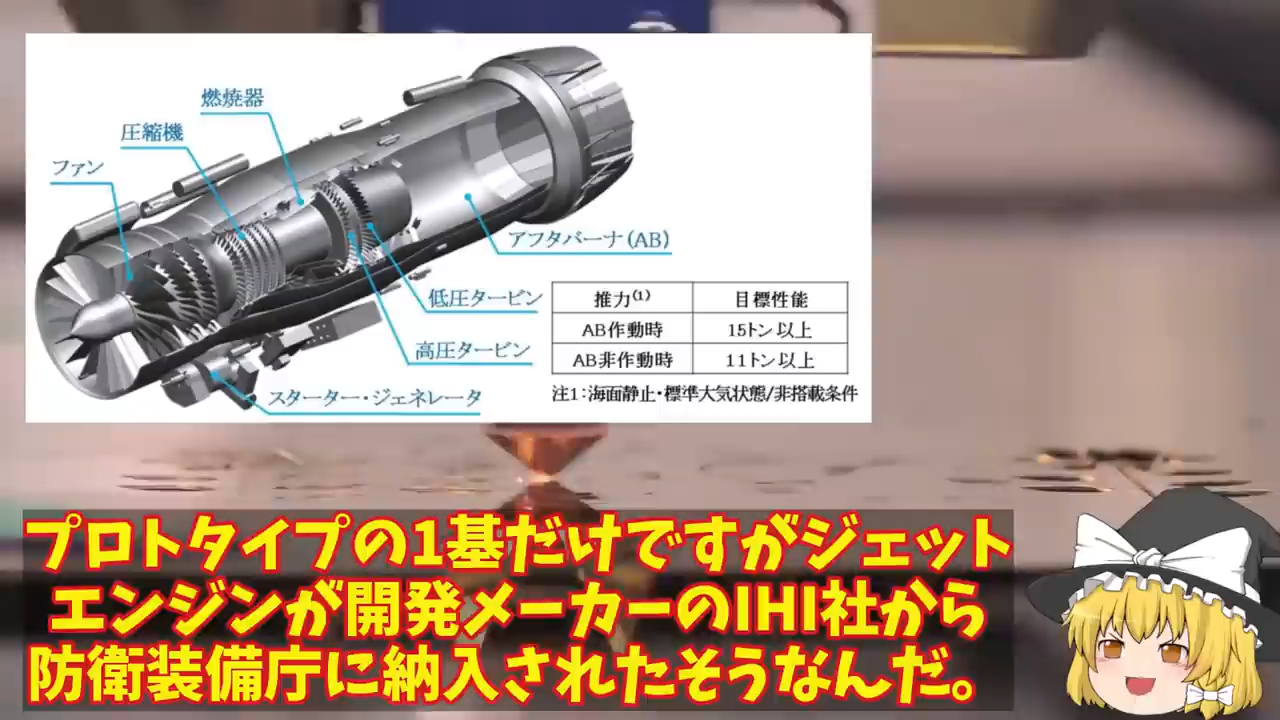 燃焼器
圧縮機
ファン
アフタバーナ(AB)
低圧タービン
高圧タービン
スターター・ジェネレータ
推力(1) 目標性能
AB作動時 15トン以上
AB非作動時 11トン以上
注1:海面静止・標準大気状態/非搭載条件
プロトタイプの1基だけですがジェット
エンジンが開発メーカーのIHI社から
防衛装備庁に納入されたそうなんだ。